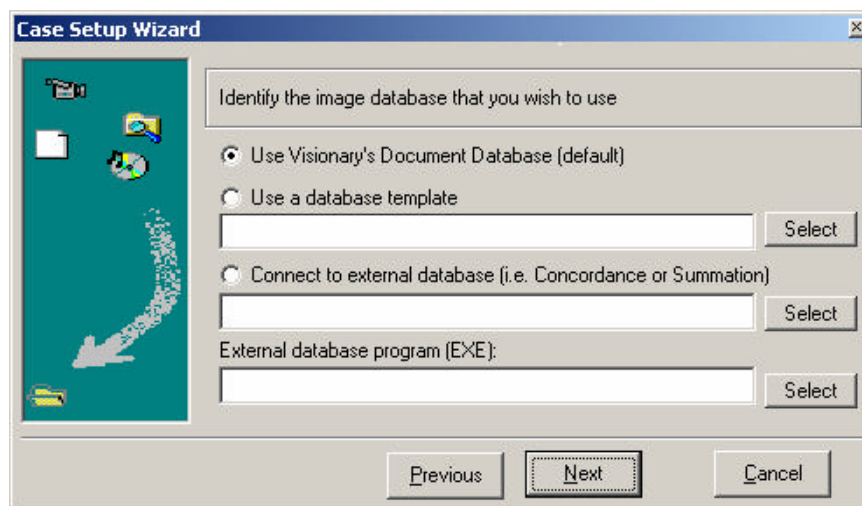 Case Setup Wizard
Identify the image database that you wish to use
Use Visionary's Document Database (default)
Use a database template
Select
Connect to external database (i.e. Concordance or Summation)
Select
External database program (EXE):
Select
Previous Next Cancel